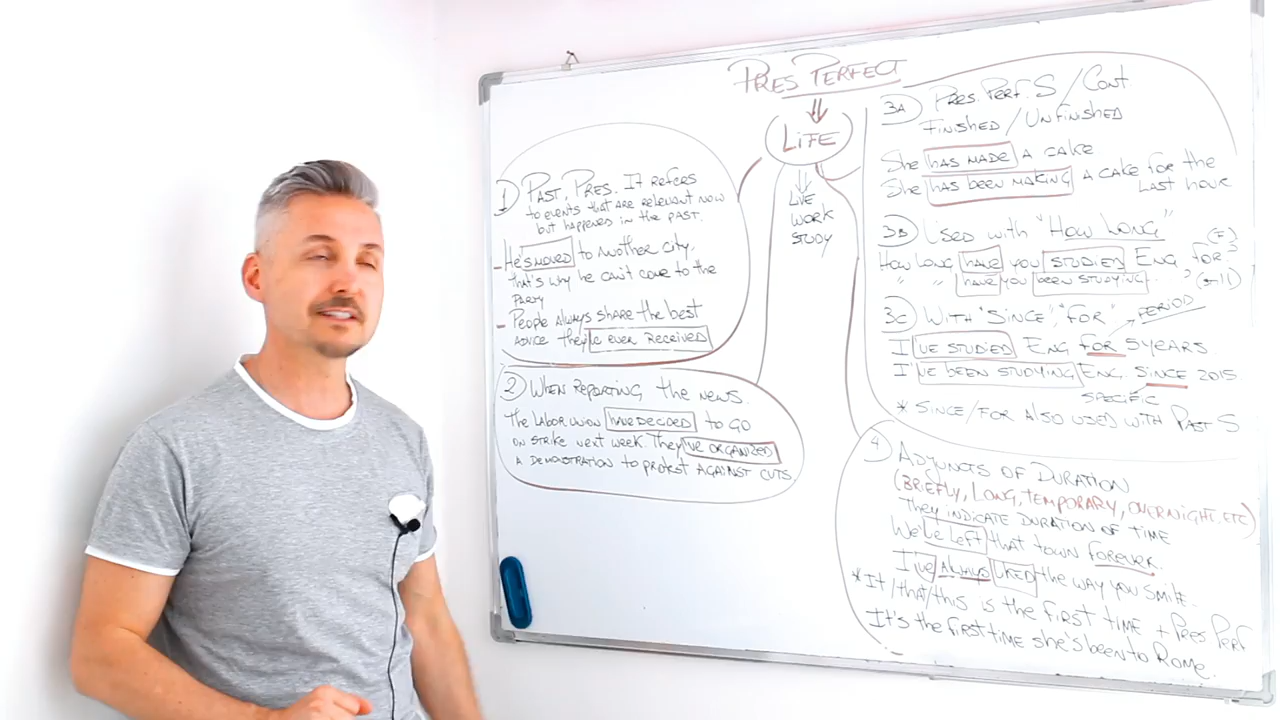 PRES PERFECT
LIFE
LIVE
WORK
STUDY
1) PAST, PRES. IT REFERS
to EVENTS that ARE RELEVANT NOW
but HAPPENED IN the PAST.
- He'S MOVED to ANOTHER CITY,
that's why he can't come to the
PARTY
- People ALWAYS SHARE the best
ADVICE they've EVER RECEIVED
2) WHEN REPORTING the NEWS.
The LABOR UNION HAVE DECIDED to GO
ON STRIKE NEXT WEEK. They'VE ORGANIZED
A DEMOSTRATION to PROTEST AGAINST CUTS.
3A) PRES. PERF. S / CONT.
FINISHED / UNFINISHED
She HAS MADE A CAKE
She HAS BEEN MAKING A CAKE FOR the
LAST HOUR
3B) USED WITH "HOW LONG" (F)
HOW LONG HAVE you STUDIED ENG FOR?
" " HAVE you BEEN STUDYING " "
3C) WITH "SINCE", "FOR" PERIOD
I'VE STUDIED ENG FOR 5 YEARS
I'VE BEEN STUDYING ENG. SINCE 2015
SPECIFIC
* SINCE/FOR ALSO USED WITH PAST S
4) ADJUNCTS OF DURATION
(BRIEFLY, LONG, TEMPORARY, OVERNIGHT, ETC)
They INDICATE DURATION OF TIME
We'VE LEFT that town FOREVER.
I'VE ALWAYS LIKED the WAY YOU SMILE.
* It/that/this is the first time + PRES PERF
It's the first time she's been to Rome.